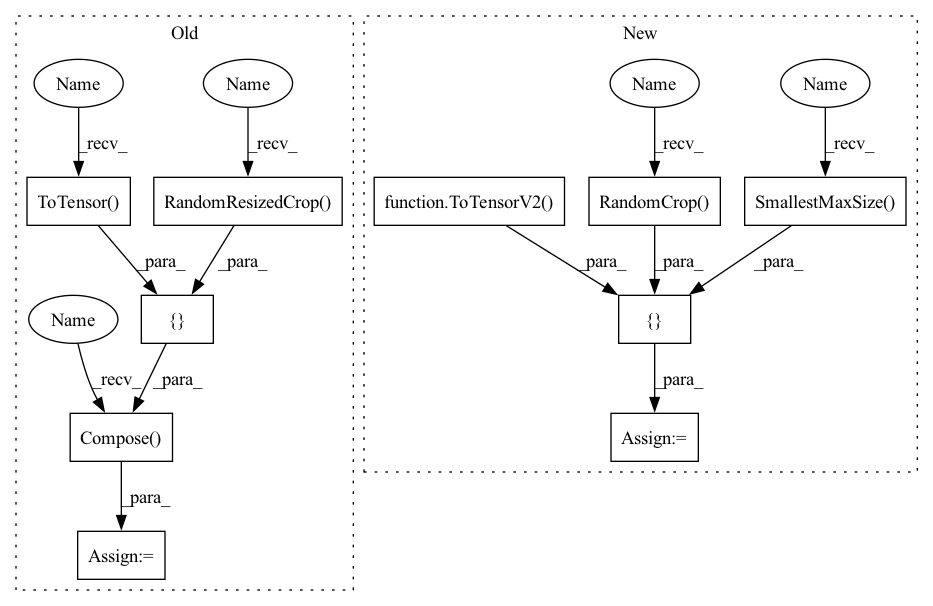 Old
New
Name
Name
Name
Name
_recv_
_recv_
_recv_
_recv_
ToTensor()
RandomResizedCrop()
function.ToTensorV2()
RandomCrop()
SmallestMaxSize()
_para_
_para_
_para_
_para_
_para_
Name
{}
{}
_recv_
_para_
_para_
Compose()
Assign:=
_para_
Assign:=